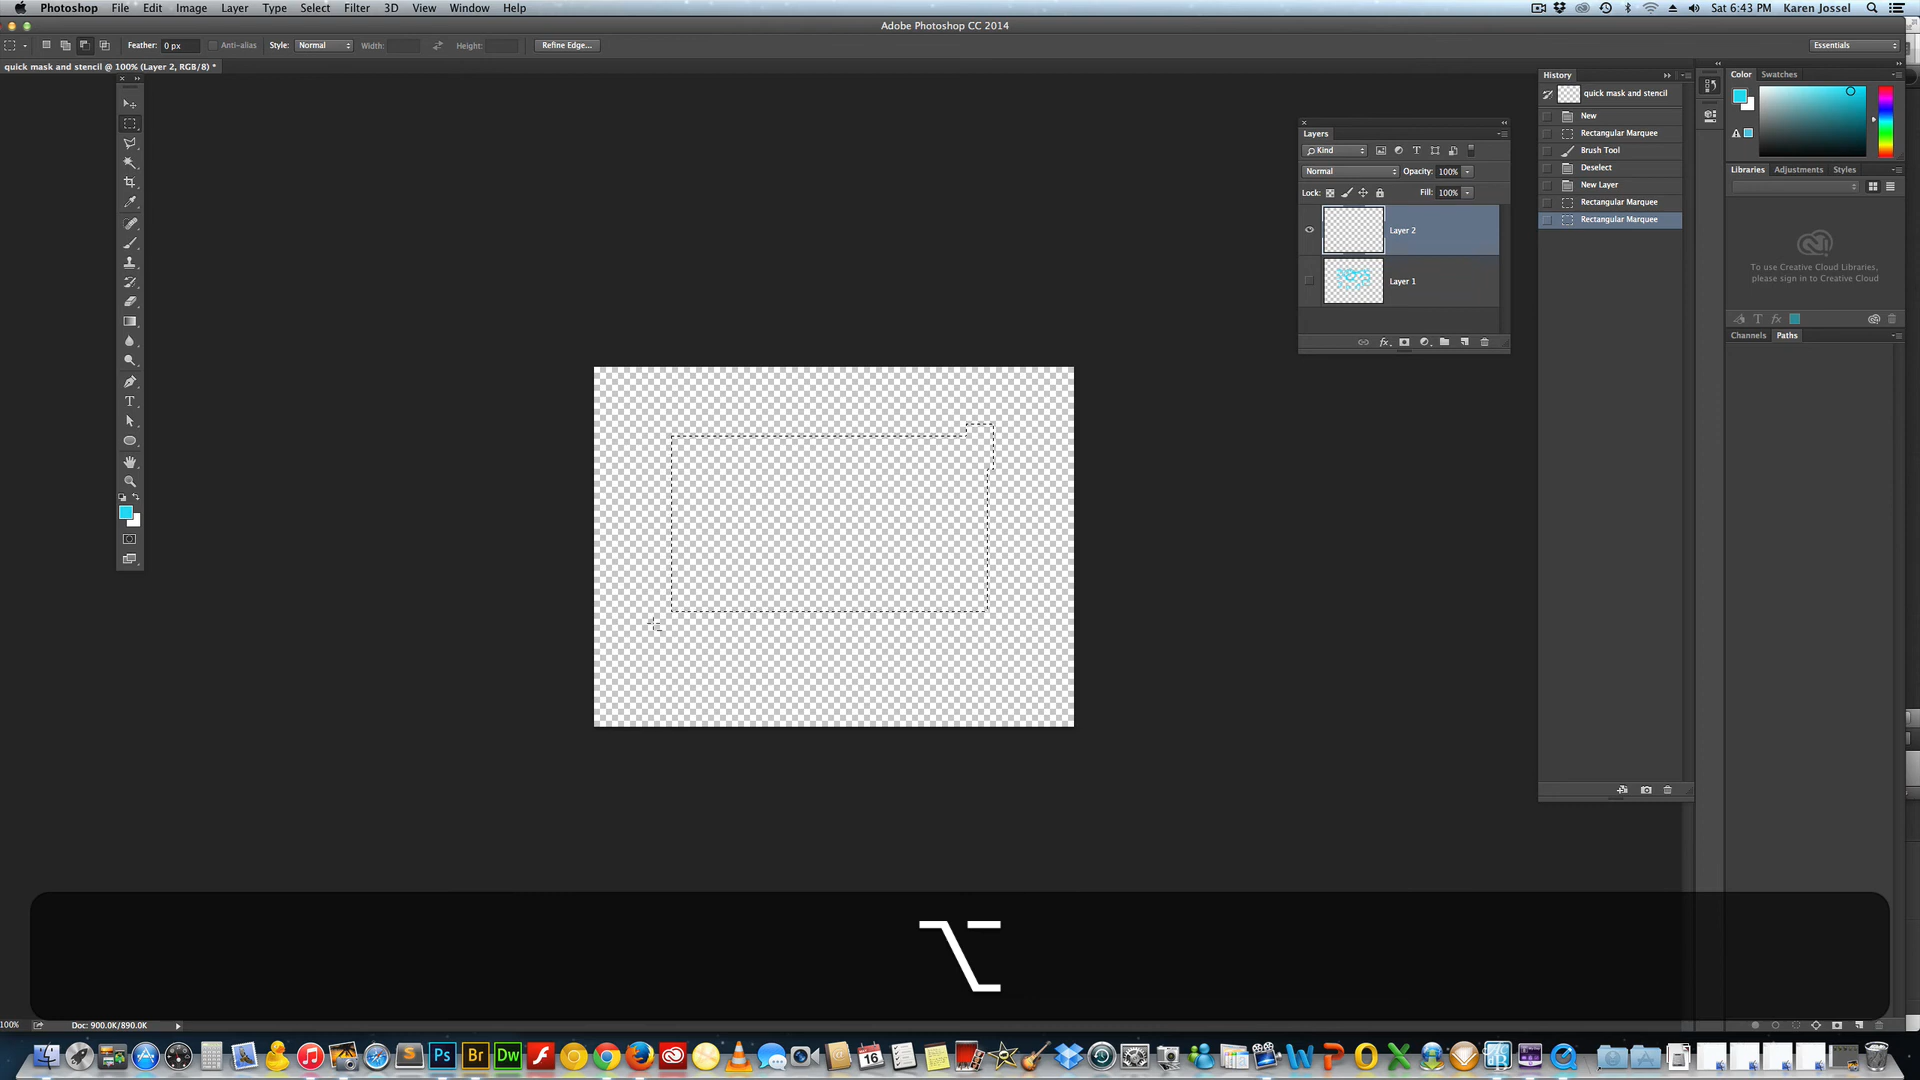 Photoshop File Edit Image Layer Type Select Filter 3D View Window Help Sat 6:43 PM Karen Jossel
Adobe Photoshop CC 2014
Feather: 0 px Anti-alias Style: Normal Width: Height: Refine Edge... Essentials
quick mask and stencil @ 100% (Layer 2, RGB/8) *
History
quick mask and stencil
New
Rectangular Marquee
Brush Tool
Deselect
New Layer
Rectangular Marquee
Rectangular Marquee
Layers
Kind
Normal Opacity: 100%
Lock: Fill: 100%
Layer 2
Layer 1
Color Swatches
Libraries Adjustments Styles
To use Creative Cloud Libraries,
please sign in to Creative Cloud
Channels Paths
⌥
100% Doc: 900.0K/890.0K
Ps Br Dw
16